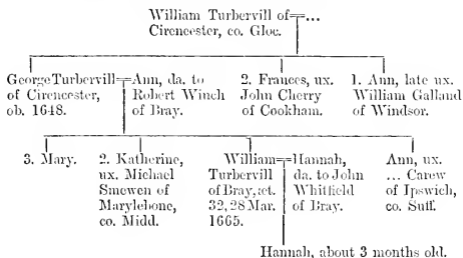 William Turbervill of ...
Cirencester, co. Gloc.
George Turbervill Ann, da. to 2. Frances, ux. 1. Ann, late ux.
of Cirencester, Robert Winch John Cherry William Galland
ob. 1648. of Bray. of Cookham. of Windsor.
3. Mary. 2. Katherine, William Hannah, Ann, ux.
ux. Michael Turbervill da. to John ... Carew
Smewen of of Bray, æt. Whitfield of Ipswich,
Marylebone, 32, 28 Mar. of Bray. co. Suff.
co. Midd. 1665.
Hannah, about 3 months old.